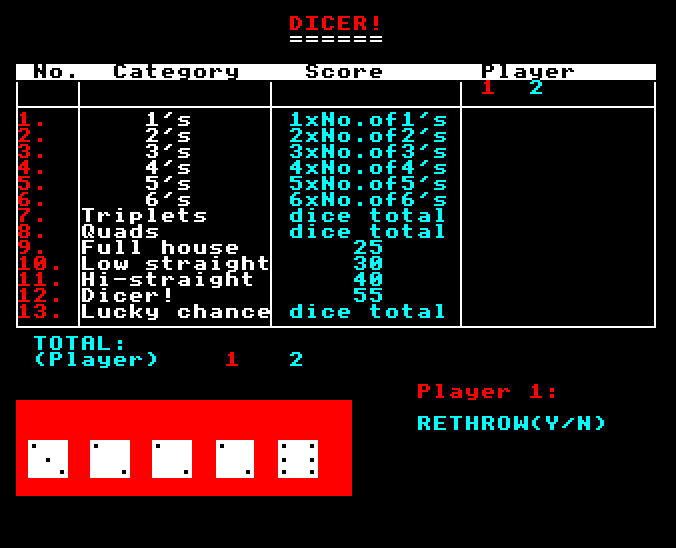 DICER!
======
No. Category Score Player
1 2
1. 1's 1xNo.of1's
2. 2's 2xNo.of2's
3. 3's 3xNo.of3's
4. 4's 4xNo.of4's
5. 5's 5xNo.of5's
6. 6's 6xNo.of6's
7. Triplets dice total
8. Quads dice total
9. Full house 25
10. Low straight 30
11. Hi-straight 40
12. Dicer! 55
13. Lucky chance dice total
TOTAL:
(Player) 1 2
Player 1:
RETHROW(Y/N)